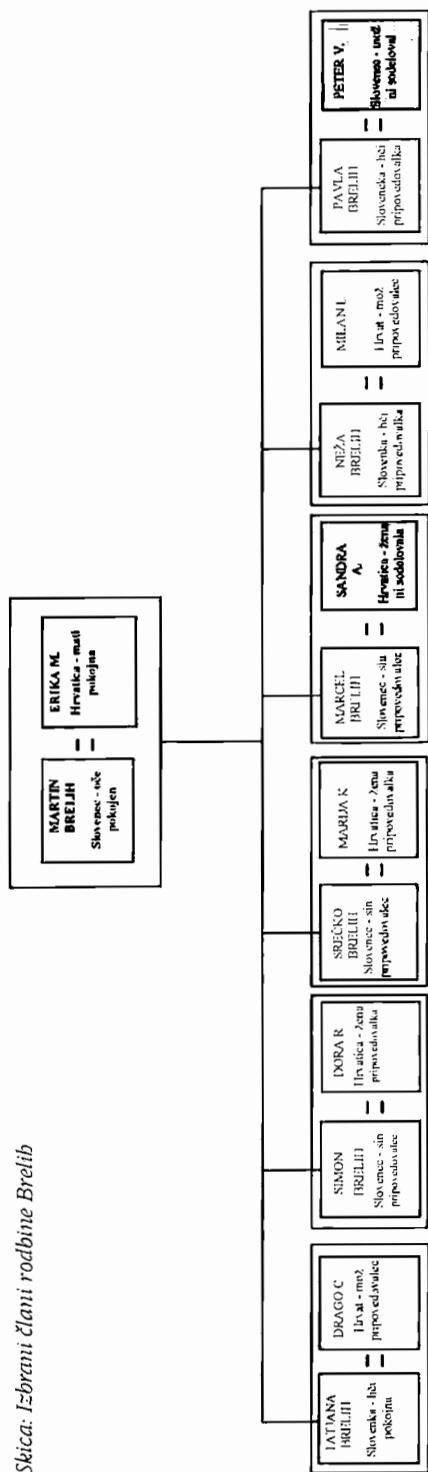 Skica: Izbrani člani rodbine Brelih
MARTIN
BRELIH
Slovenec - oče
pokojen
ERIKA M.
Hrvatica - mati
pokojna
TATJANA
BRELIH
Slovenka - hči
pokojna
DRAGO C
Hrvat - mož
pripovedovalec
SIMON
BRELIH
Slovenec - sin
pripovedovalec
DORA R
Hrvatica - žena
pripovedovalka
SREČKO
BRELIH
Slovenec - sin
pripovedovalec
MARIJA K
Hrvatica - žena
pripovedovalka
MARCEL
BRELIH
Slovenec - sin
pripovedovalec
SANDRA
A.
Hrvatica - žena
ni sodelovala
NEŽA
BRELIH
Slovenka - hči
pripovedovalka
MILAN L
Hrvat - mož
pripovedovalec
PAVLA
BRELIH
Slovenka - hči
pripovedovalka
PETER V.
Slovenec - mož
ni sodeloval